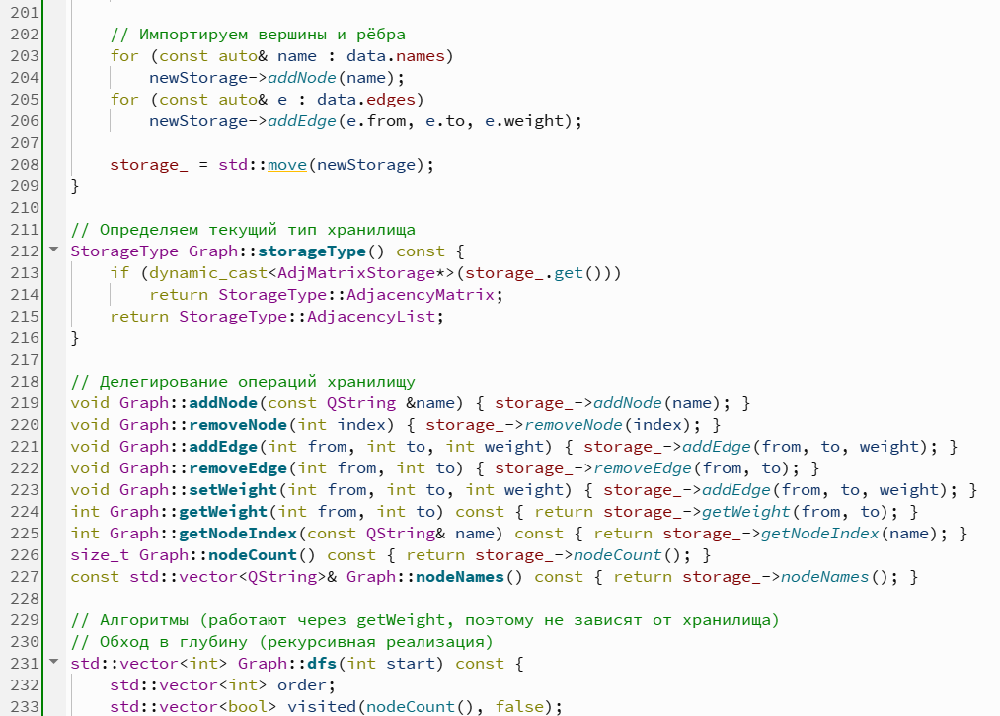 201
202     // Импортируем вершины и рёбра
203     for (const auto& name : data.names)
204         newStorage->addNode(name);
205     for (const auto& e : data.edges)
206         newStorage->addEdge(e.from, e.to, e.weight);
207
208     storage_ = std::move(newStorage);
209 }
210
211 // Определяем текущий тип хранилища
212 StorageType Graph::storageType() const {
213     if (dynamic_cast<AdjMatrixStorage*>(storage_.get()))
214         return StorageType::AdjacencyMatrix;
215     return StorageType::AdjacencyList;
216 }
217
218 // Делегирование операций хранилищу
219 void Graph::addNode(const QString &name) { storage_->addNode(name); }
220 void Graph::removeNode(int index) { storage_->removeNode(index); }
221 void Graph::addEdge(int from, int to, int weight) { storage_->addEdge(from, to, weight); }
222 void Graph::removeEdge(int from, int to) { storage_->removeEdge(from, to); }
223 void Graph::setWeight(int from, int to, int weight) { storage_->addEdge(from, to, weight); }
224 int Graph::getWeight(int from, int to) const { return storage_->getWeight(from, to); }
225 int Graph::getNodeIndex(const QString& name) const { return storage_->getNodeIndex(name); }
226 size_t Graph::nodeCount() const { return storage_->nodeCount(); }
227 const std::vector<QString>& Graph::nodeNames() const { return storage_->nodeNames(); }
228
229 // Алгоритмы (работают через getWeight, поэтому не зависят от хранилища)
230 // Обход в глубину (рекурсивная реализация)
231 std::vector<int> Graph::dfs(int start) const {
232     std::vector<int> order;
233     std::vector<bool> visited(nodeCount(), false);